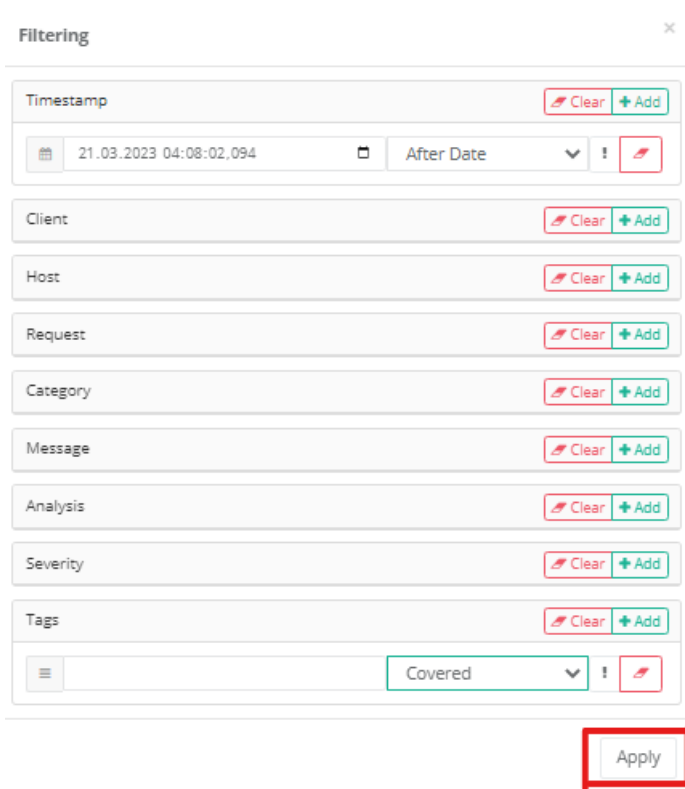 Filtering ×
Timestamp Clear + Add
21.03.2023 04:08:02,094 After Date !
Client Clear + Add
Host Clear + Add
Request Clear + Add
Category Clear + Add
Message Clear + Add
Analysis Clear + Add
Severity Clear + Add
Tags Clear + Add
Covered !
Apply